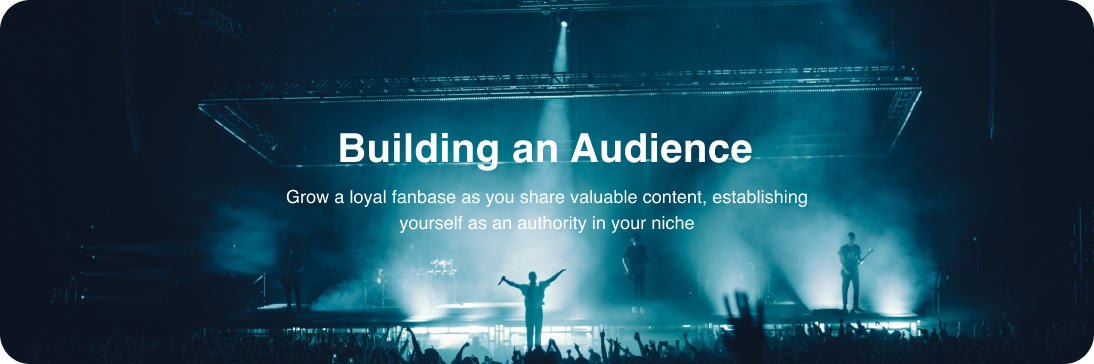 Building an Audience
Grow a loyal fanbase as you share valuable content, establishing
yourself as an authority in your niche